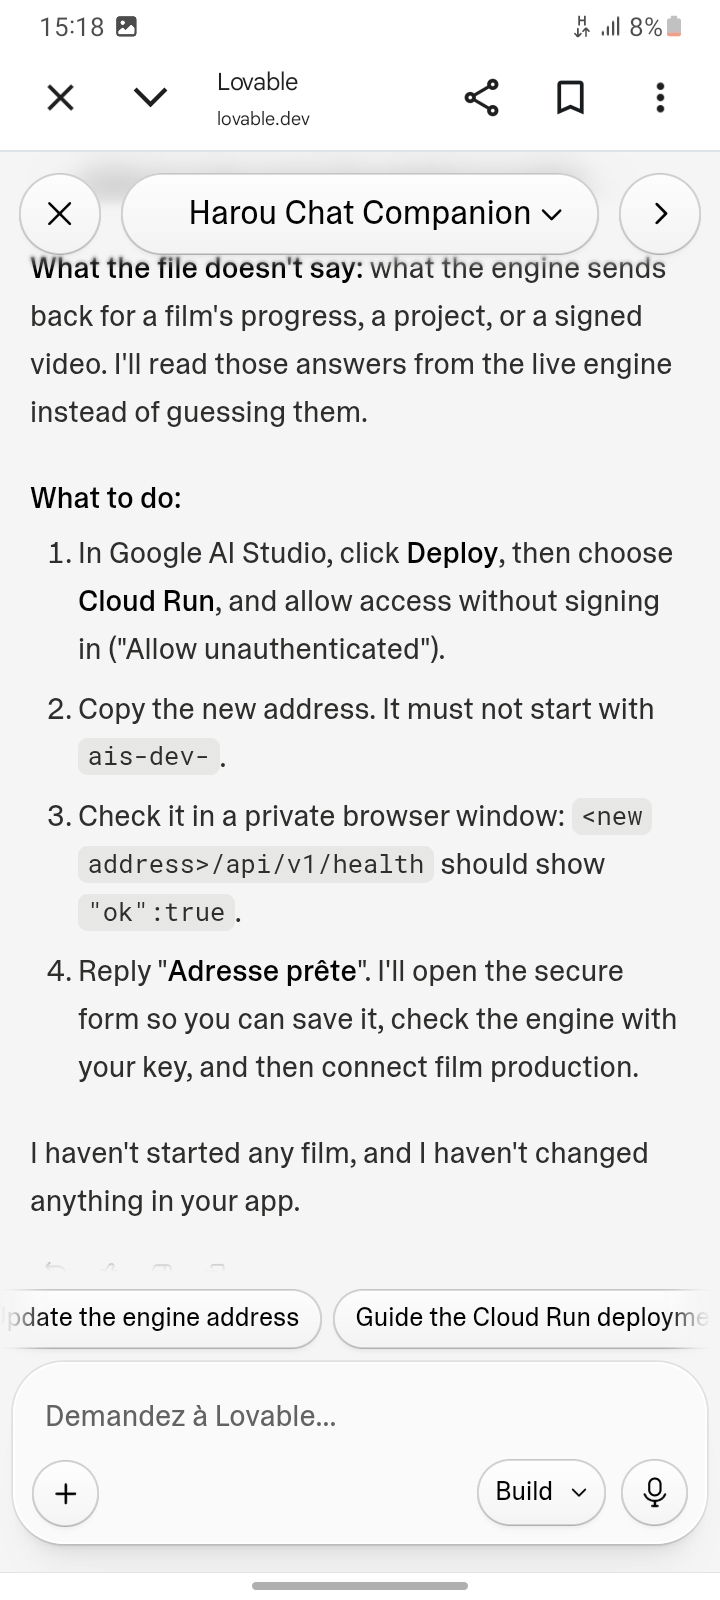 15:18
H
8%
Lovable
lovable.dev
Harou Chat Companion
What the file doesn't say: what the engine sends
back for a film's progress, a project, or a signed
video. I'll read those answers from the live engine
instead of guessing them.
What to do:
1. In Google AI Studio, click Deploy, then choose
Cloud Run, and allow access without signing
in ("Allow unauthenticated").
2. Copy the new address. It must not start with
ais-dev-.
3. Check it in a private browser window: <new
address>/api/v1/health should show
"ok":true.
4. Reply "Adresse prête". I'll open the secure
form so you can save it, check the engine with
your key, and then connect film production.
I haven't started any film, and I haven't changed
anything in your app.
pdate the engine address
Guide the Cloud Run deployme
Demandez à Lovable...
Build